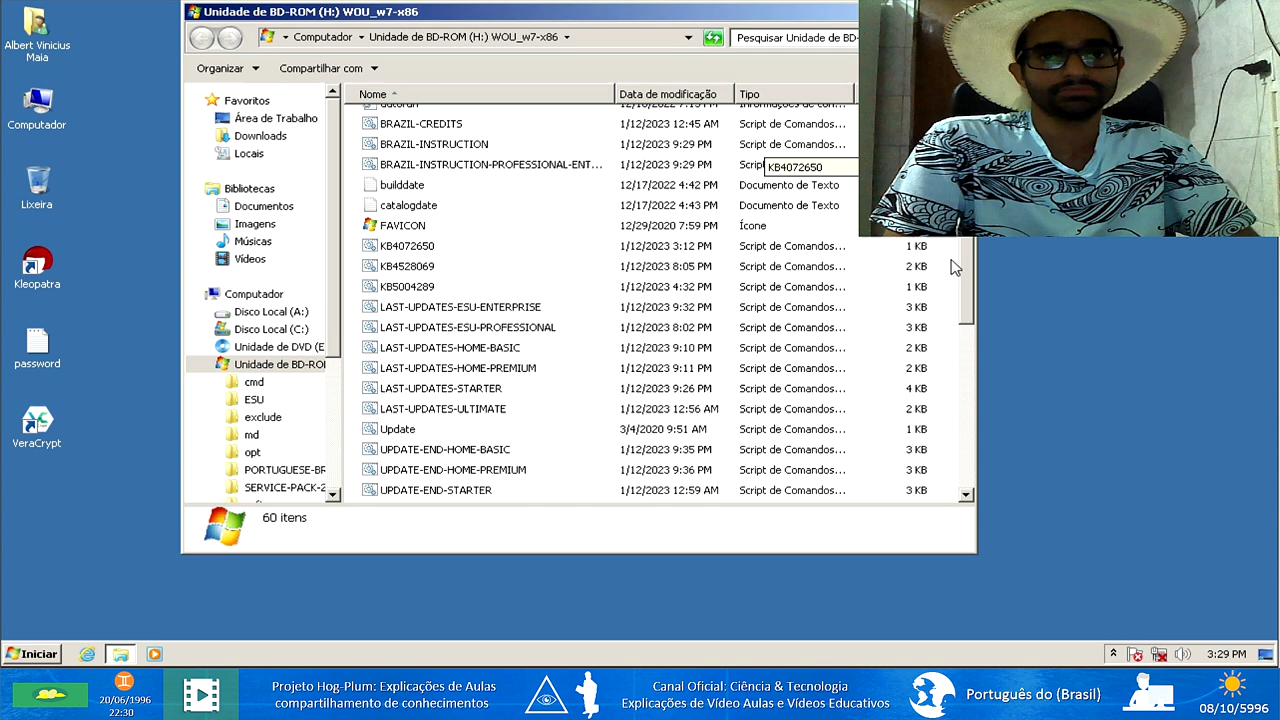 Unidade de BD-ROM (H:) WOU_w7-x86
Computador Unidade de BD-ROM (H:) WOU_w7-x86
Pesquisar Unidade de BD-
Organizar Compartilhar com
Nome Data de modificação Tipo
BRAZIL-CREDITS 1/12/2023 12:45 AM Script de Comandos...
BRAZIL-INSTRUCTION 1/12/2023 9:29 PM Script de Comandos...
BRAZIL-INSTRUCTION-PROFESSIONAL-ENT... 1/12/2023 9:29 PM Script
KB4072650
builddate 12/17/2022 4:42 PM Documento de Texto
catalogdate 12/17/2022 4:43 PM Documento de Texto
FAVICON 12/29/2020 7:59 PM Ícone
KB4072650 1/12/2023 3:12 PM Script de Comandos... 1 KB
KB4528069 1/12/2023 8:05 PM Script de Comandos... 2 KB
KB5004289 1/12/2023 4:32 PM Script de Comandos... 1 KB
LAST-UPDATES-ESU-ENTERPRISE 1/12/2023 9:32 PM Script de Comandos... 3 KB
LAST-UPDATES-ESU-PROFESSIONAL 1/12/2023 8:02 PM Script de Comandos... 3 KB
LAST-UPDATES-HOME-BASIC 1/12/2023 9:10 PM Script de Comandos... 2 KB
LAST-UPDATES-HOME-PREMIUM 1/12/2023 9:11 PM Script de Comandos... 2 KB
LAST-UPDATES-STARTER 1/12/2023 9:26 PM Script de Comandos... 4 KB
LAST-UPDATES-ULTIMATE 1/12/2023 12:56 AM Script de Comandos... 2 KB
Update 3/4/2020 9:51 AM Script de Comandos... 1 KB
UPDATE-END-HOME-BASIC 1/12/2023 9:35 PM Script de Comandos... 3 KB
UPDATE-END-HOME-PREMIUM 1/12/2023 9:36 PM Script de Comandos... 3 KB
UPDATE-END-STARTER 1/12/2023 12:59 AM Script de Comandos... 3 KB
Favoritos
Área de Trabalho
Downloads
Locais
Bibliotecas
Documentos
Imagens
Músicas
Vídeos
Computador
Disco Local (A:)
Disco Local (C:)
Unidade de DVD (E
Unidade de BD-RO
cmd
ESU
exclude
md
opt
PORTUGUESE-BR
SERVICE-PACK-2
60 itens
Albert Vinicius
Maia
Computador
Lixeira
Kleopatra
password
VeraCrypt
Iniciar
3:29 PM
20/06/1996
22:30
Projeto Hog-Plum: Explicações de Aulas
compartilhamento de conhecimentos
Canal Oficial: Ciência & Tecnologia
Explicações de Vídeo Aulas e Vídeos Educativos
Português do (Brasil)
08/10/5996